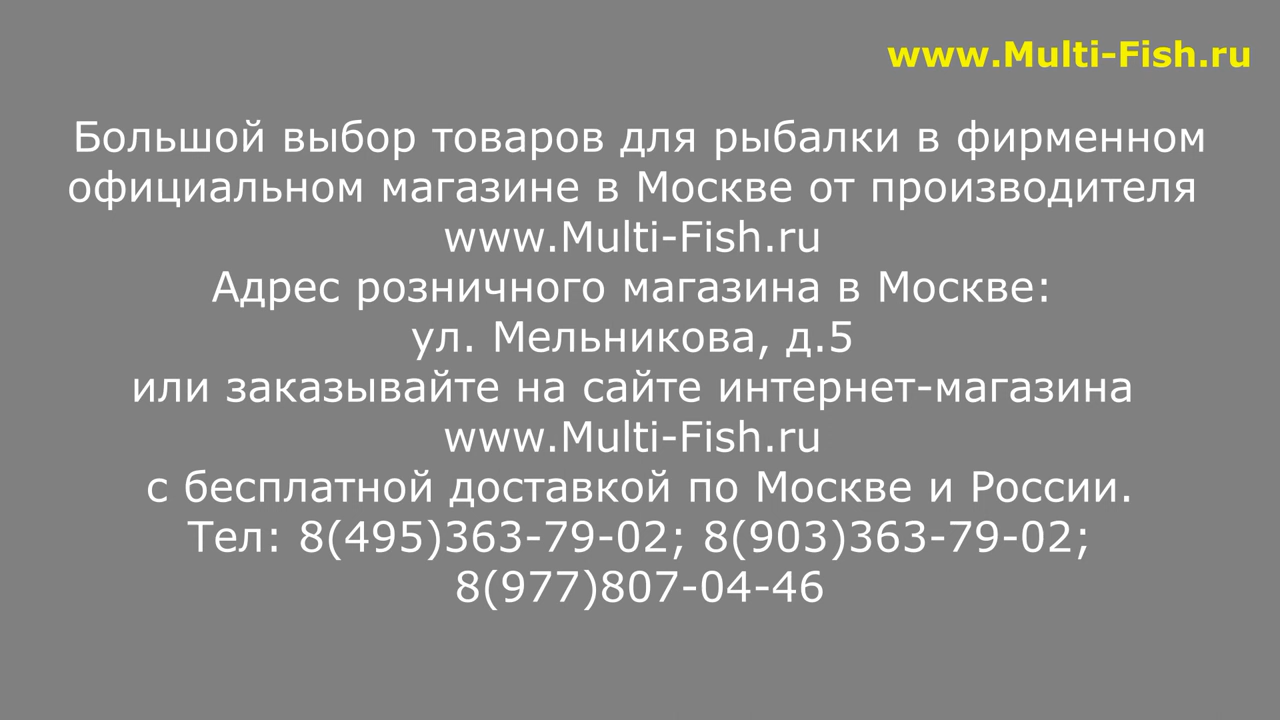 www.Multi-Fish.ru
Большой выбор товаров для рыбалки в фирменном
официальном магазине в Москве от производителя
www.Multi-Fish.ru
Адрес розничного магазина в Москве:
ул. Мельникова, д.5
или заказывайте на сайте интернет-магазина
www.Multi-Fish.ru
с бесплатной доставкой по Москве и России.
Тел: 8(495)363-79-02; 8(903)363-79-02;
8(977)807-04-46